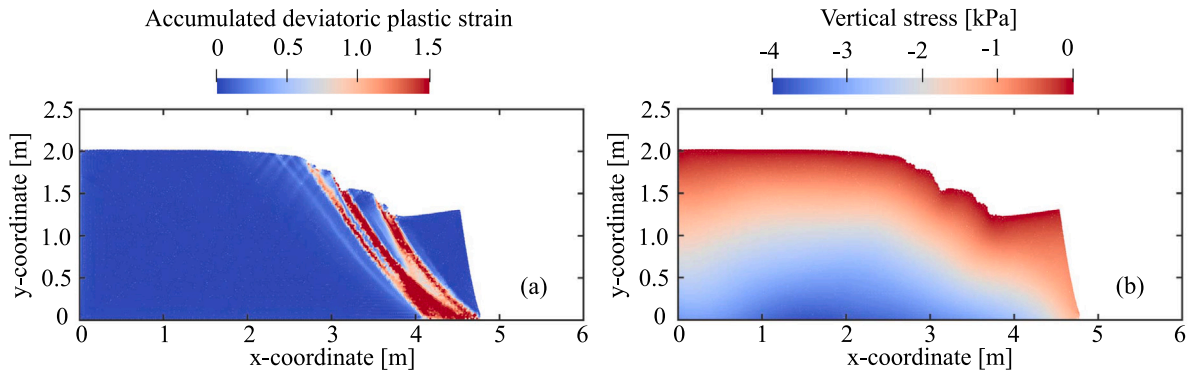 Accumulated deviatoric plastic strain
0 0.5 1.0 1.5
2.5
2.0
1.5
1.0
0.5
0
y-coordinate [m]
(a)
0 1 2 3 4 5 6
x-coordinate [m]
Vertical stress [kPa]
-4 -3 -2 -1 0
2.5
2.0
1.5
1.0
0.5
0
y-coordinate [m]
(b)
0 1 2 3 4 5 6
x-coordinate [m]